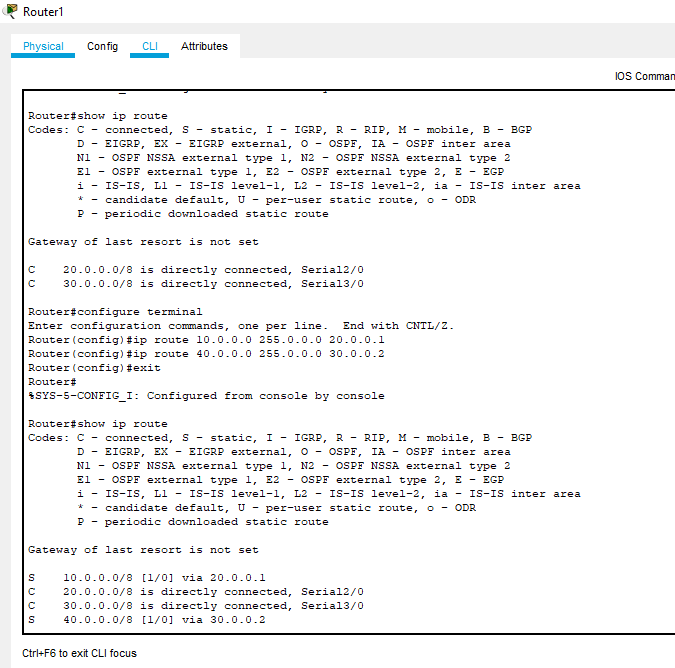 Router1
Physical Config CLI Attributes
IOS Comman
Router#show ip route
Codes: C - connected, S - static, I - IGRP, R - RIP, M - mobile, B - BGP
       D - EIGRP, EX - EIGRP external, O - OSPF, IA - OSPF inter area
       N1 - OSPF NSSA external type 1, N2 - OSPF NSSA external type 2
       E1 - OSPF external type 1, E2 - OSPF external type 2, E - EGP
       i - IS-IS, L1 - IS-IS level-1, L2 - IS-IS level-2, ia - IS-IS inter area
       * - candidate default, U - per-user static route, o - ODR
       P - periodic downloaded static route
Gateway of last resort is not set
C    20.0.0.0/8 is directly connected, Serial2/0
C    30.0.0.0/8 is directly connected, Serial3/0
Router#configure terminal
Enter configuration commands, one per line.  End with CNTL/Z.
Router(config)#ip route 10.0.0.0 255.0.0.0 20.0.0.1
Router(config)#ip route 40.0.0.0 255.0.0.0 30.0.0.2
Router(config)#exit
Router#
%SYS-5-CONFIG_I: Configured from console by console
Router#show ip route
Codes: C - connected, S - static, I - IGRP, R - RIP, M - mobile, B - BGP
       D - EIGRP, EX - EIGRP external, O - OSPF, IA - OSPF inter area
       N1 - OSPF NSSA external type 1, N2 - OSPF NSSA external type 2
       E1 - OSPF external type 1, E2 - OSPF external type 2, E - EGP
       i - IS-IS, L1 - IS-IS level-1, L2 - IS-IS level-2, ia - IS-IS inter area
       * - candidate default, U - per-user static route, o - ODR
       P - periodic downloaded static route
Gateway of last resort is not set
S    10.0.0.0/8 [1/0] via 20.0.0.1
C    20.0.0.0/8 is directly connected, Serial2/0
C    30.0.0.0/8 is directly connected, Serial3/0
S    40.0.0.0/8 [1/0] via 30.0.0.2
Ctrl+F6 to exit CLI focus